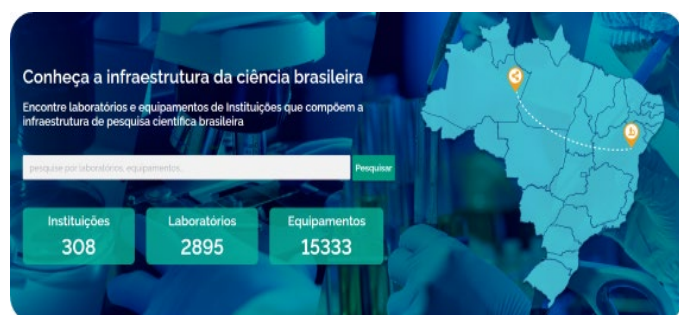 Conheça a infraestrutura da ciência brasileira
Encontre laboratórios e equipamentos de Instituições que compõem a
infraestrutura de pesquisa científica brasileira
pesquise por laboratórios, equipamentos...
Pesquisar
Instituições
308
Laboratórios
2895
Equipamentos
15333